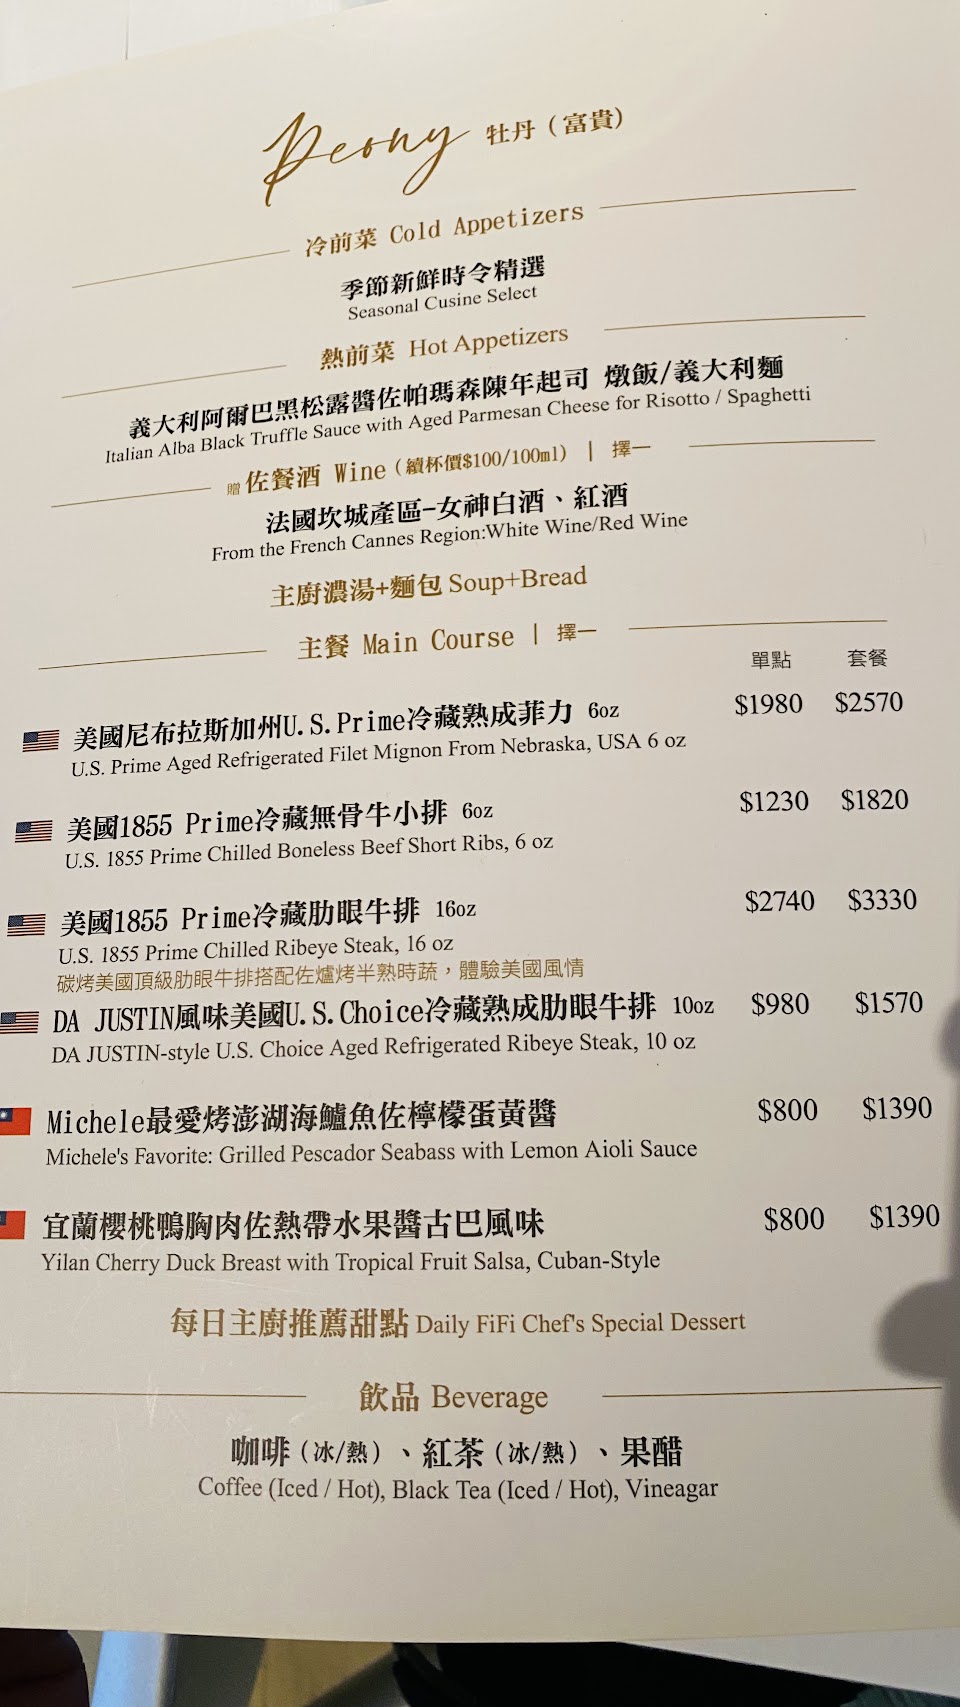 Peony 牡丹（富貴）
冷前菜 Cold Appetizers
季節新鮮時令精選
Seasonal Cusine Select
熱前菜 Hot Appetizers
義大利阿爾巴黑松露醬佐帕瑪森陳年起司 燉飯/義大利麵
Italian Alba Black Truffle Sauce with Aged Parmesan Cheese for Risotto / Spaghetti
贈 佐餐酒 Wine（續杯價$100/100ml）| 擇一
法國坎城產區-女神白酒、紅酒
From the French Cannes Region:White Wine/Red Wine
主廚濃湯+麵包 Soup+Bread
主餐 Main Course | 擇一
單點 套餐
美國尼布拉斯加州U.S.Prime冷藏熟成菲力 6oz $1980 $2570
U.S. Prime Aged Refrigerated Filet Mignon From Nebraska, USA 6 oz
美國1855 Prime冷藏無骨牛小排 6oz $1230 $1820
U.S. 1855 Prime Chilled Boneless Beef Short Ribs, 6 oz
美國1855 Prime冷藏肋眼牛排 16oz $2740 $3330
U.S. 1855 Prime Chilled Ribeye Steak, 16 oz
碳烤美國頂級肋眼牛排搭配佐爐烤半熟時蔬，體驗美國風情
DA JUSTIN風味美國U.S.Choice冷藏熟成肋眼牛排 10oz $980 $1570
DA JUSTIN-style U.S. Choice Aged Refrigerated Ribeye Steak, 10 oz
Michele最愛烤澎湖海鱸魚佐檸檬蛋黃醬 $800 $1390
Michele's Favorite: Grilled Pescador Seabass with Lemon Aioli Sauce
宜蘭櫻桃鴨胸肉佐熱帶水果醬古巴風味 $800 $1390
Yilan Cherry Duck Breast with Tropical Fruit Salsa, Cuban-Style
每日主廚推薦甜點 Daily FiFi Chef's Special Dessert
飲品 Beverage
咖啡（冰/熱）、紅茶（冰/熱）、果醋
Coffee (Iced / Hot), Black Tea (Iced / Hot), Vineagar